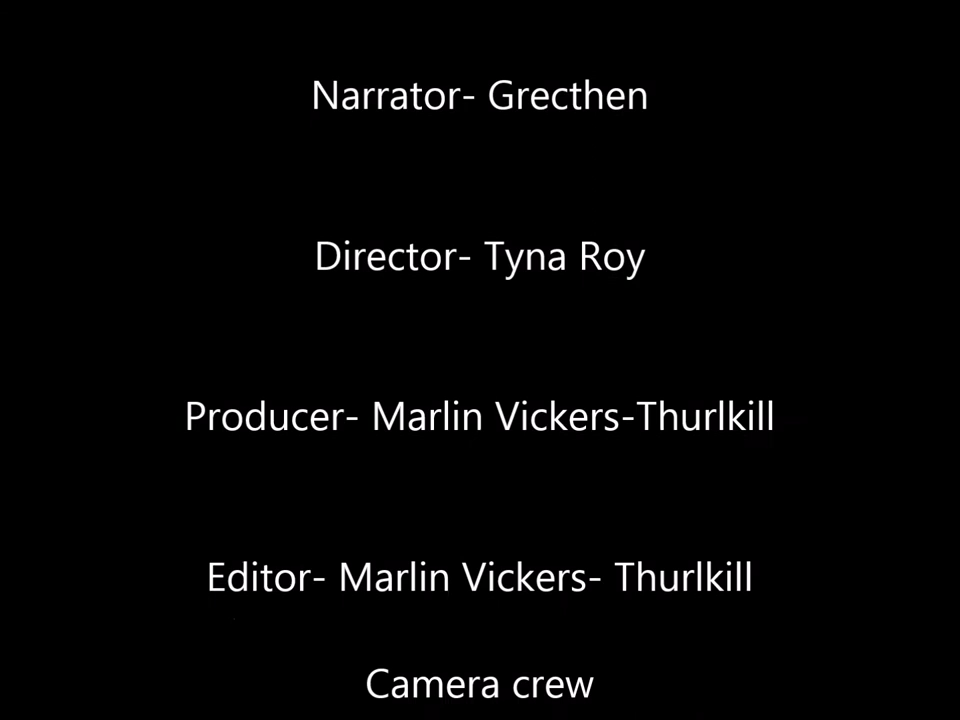 Narrator- Grecthen
Director- Tyna Roy
Producer- Marlin Vickers-Thurlkill
Editor- Marlin Vickers- Thurlkill
Camera crew